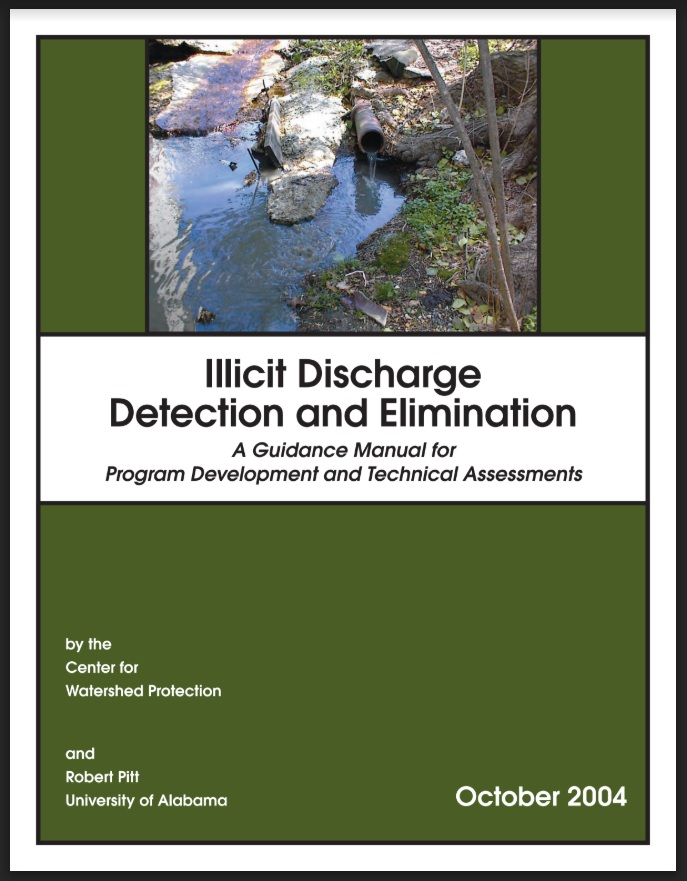 Illicit Discharge
Detection and Elimination
A Guidance Manual for
Program Development and Technical Assessments
by the
Center for
Watershed Protection
and
Robert Pitt
University of Alabama
October 2004